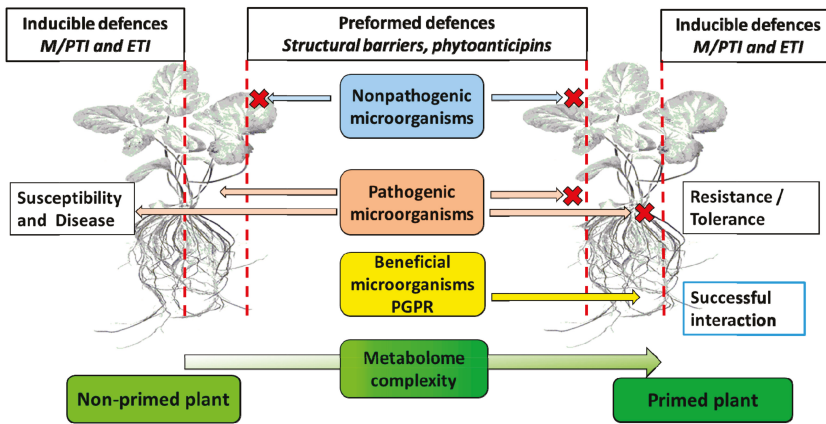 Inducible defences
M/PTI and ETI
Preformed defences
Structural barriers, phytoanticipins
Inducible defences
M/PTI and ETI
Nonpathogenic
microorganisms
Susceptibility
and Disease
Pathogenic
microorganisms
Resistance /
Tolerance
Beneficial
microorganisms
PGPR
Successful
interaction
Metabolome
complexity
Non-primed plant
Primed plant